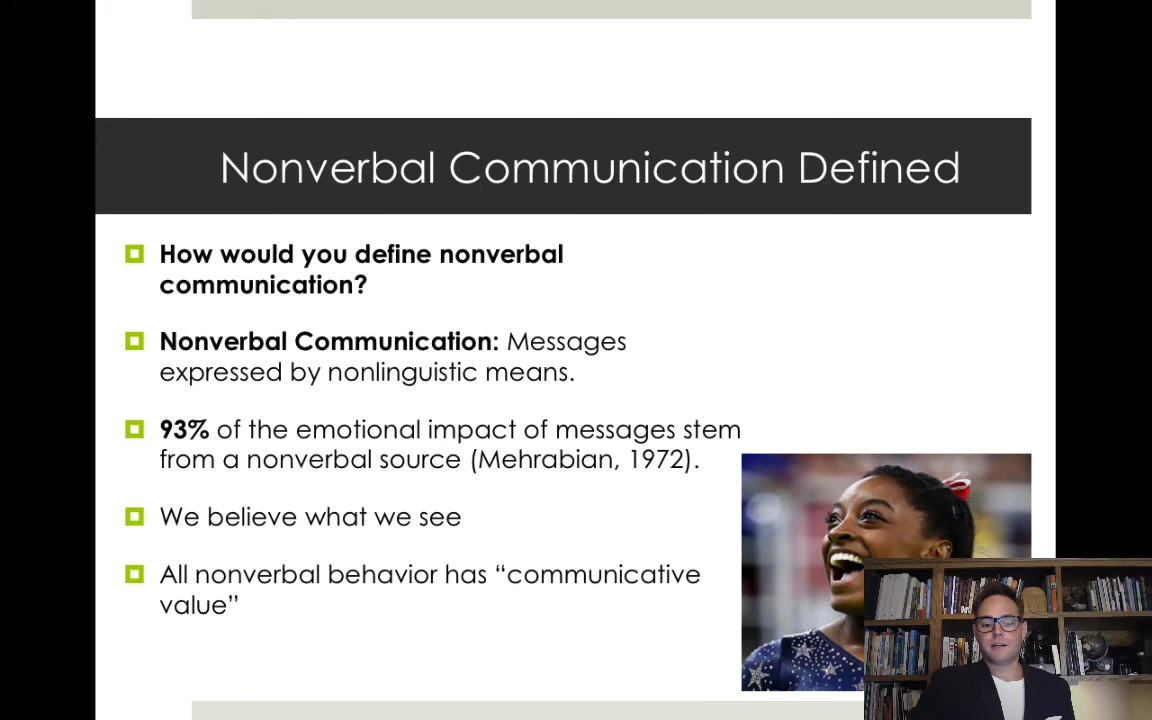 Nonverbal Communication Defined
How would you define nonverbal
communication?
Nonverbal Communication: Messages
expressed by nonlinguistic means.
93% of the emotional impact of messages stem
from a nonverbal source (Mehrabian, 1972).
We believe what we see
All nonverbal behavior has “communicative
value”